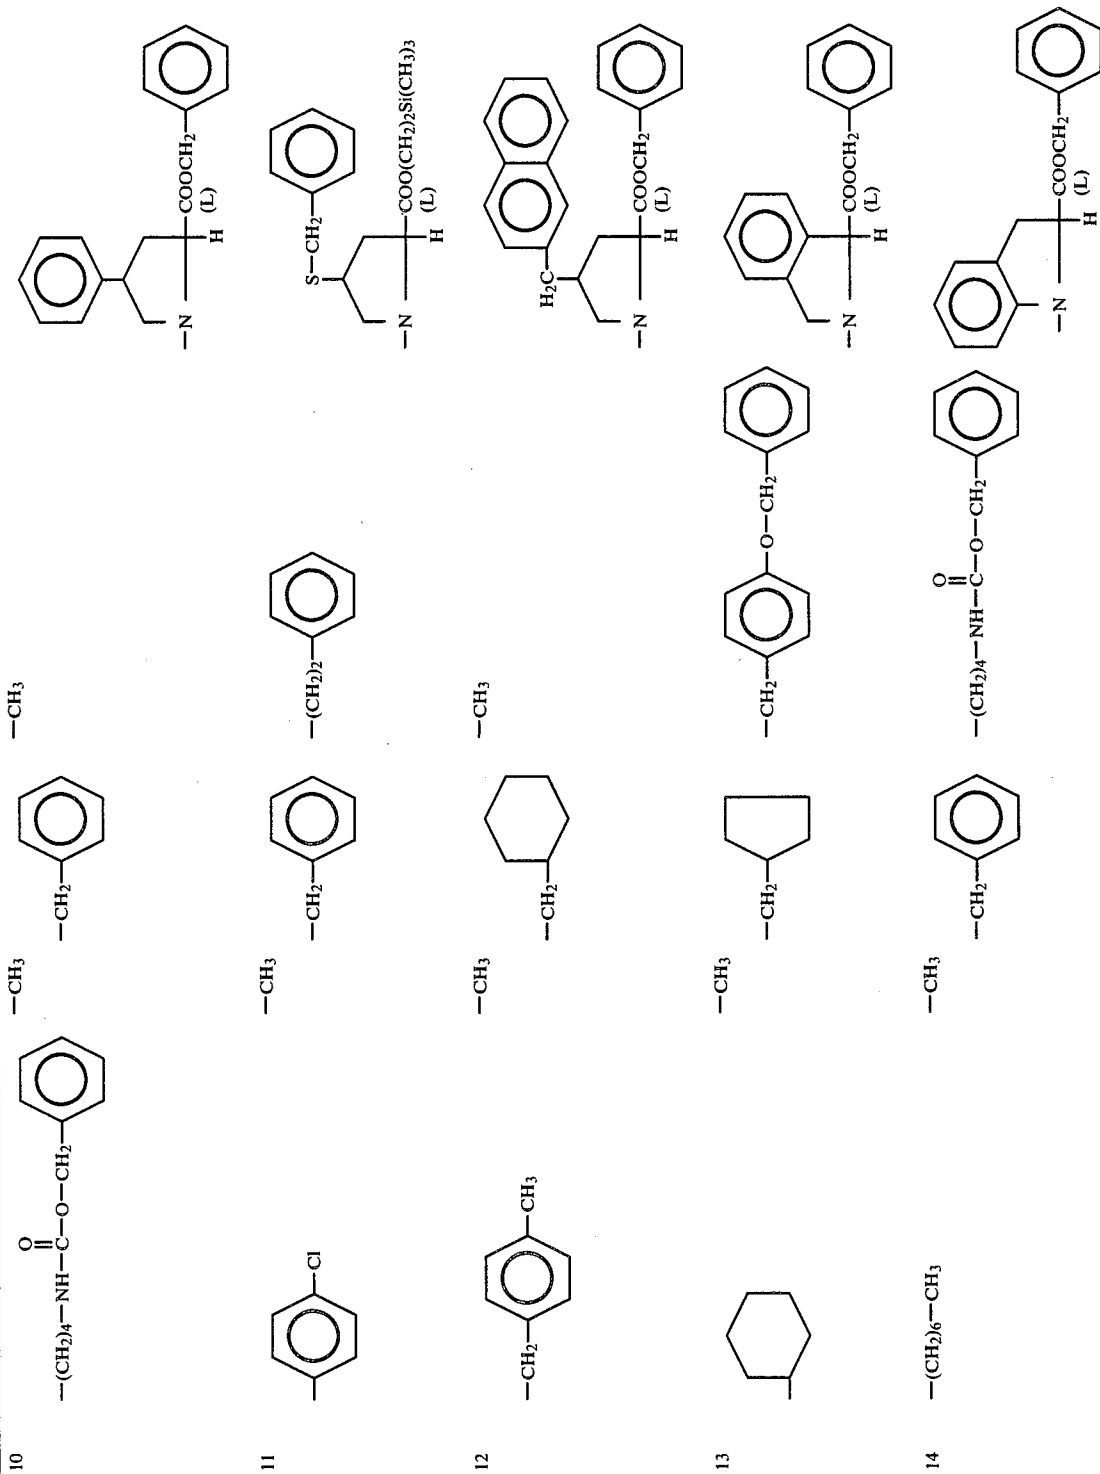 10
O
—(CH2)4—NH—C—O—CH2—
—CH3
—CH2—
—CH3
—N
COOCH2—
(L)
H
11
—Cl
—CH3
—CH2—
—(CH2)2—
S—CH2—
—N
COO(CH2)2Si(CH3)3
(L)
H
12
—CH2—
—CH3
—CH3
—CH2—
—CH3
H2C
—N
COOCH2—
(L)
H
13
—CH3
—CH2—
—CH2—
—O—CH2—
—N
COOCH2—
(L)
H
14
—(CH2)6—CH3
—CH3
—CH2—
O
—(CH2)4—NH—C—O—CH2—
—N
COOCH2—
(L)
H